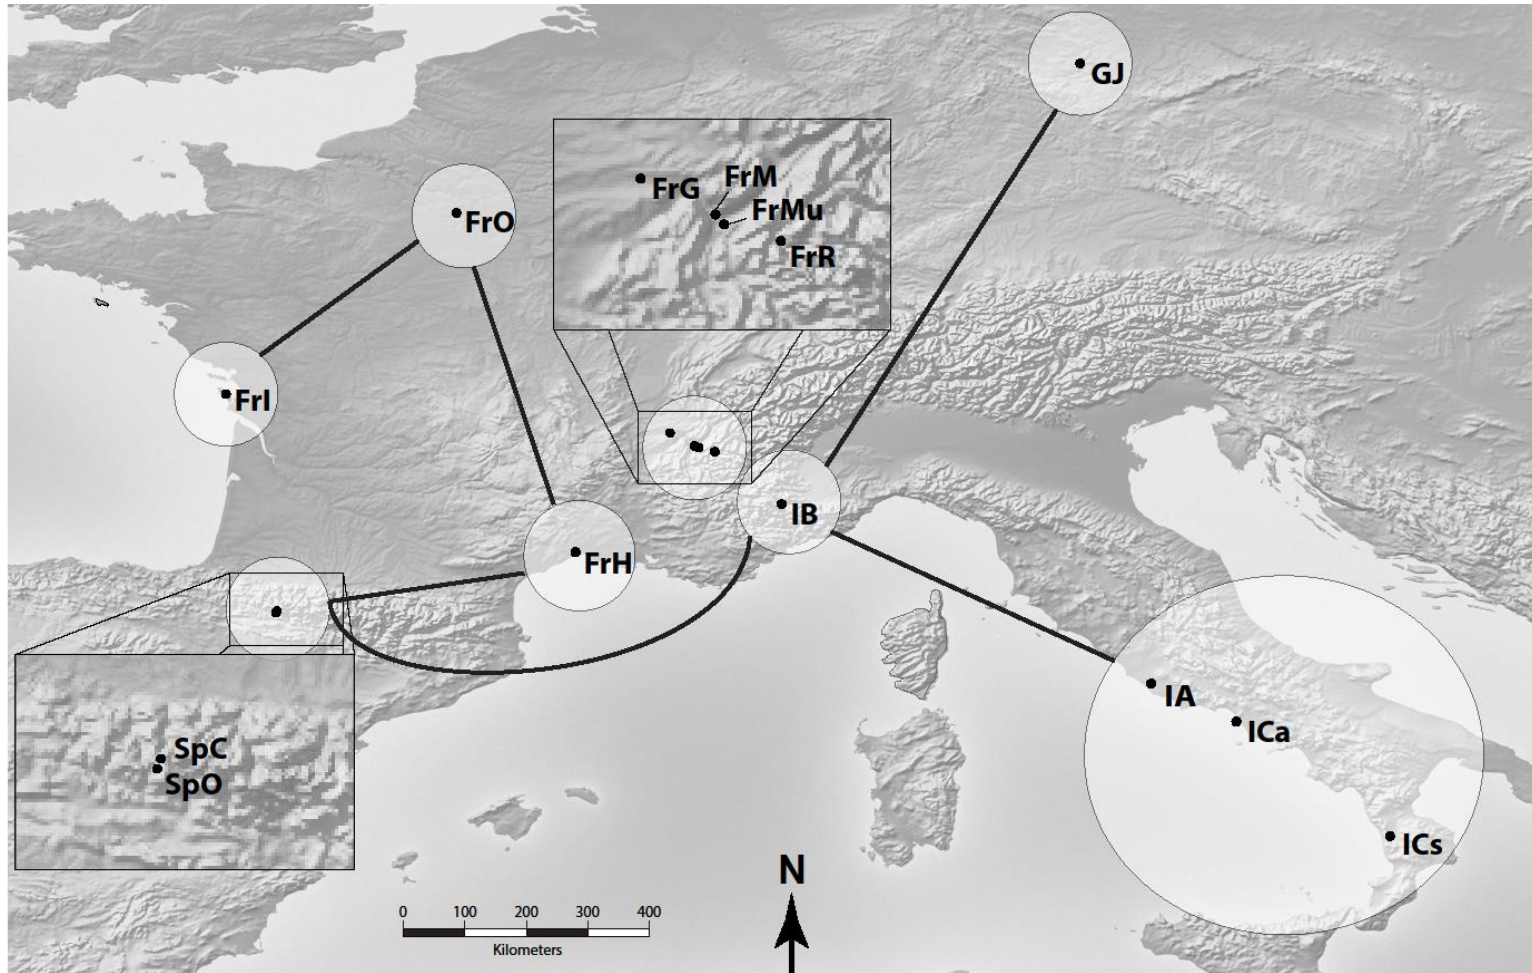 GJ
FrM
FrG
FrMu
FrO
FrR
FrI
IB
FrH
IA
ICa
SpC
SpO
ICs
N
0 100 200 300 400
Kilometers